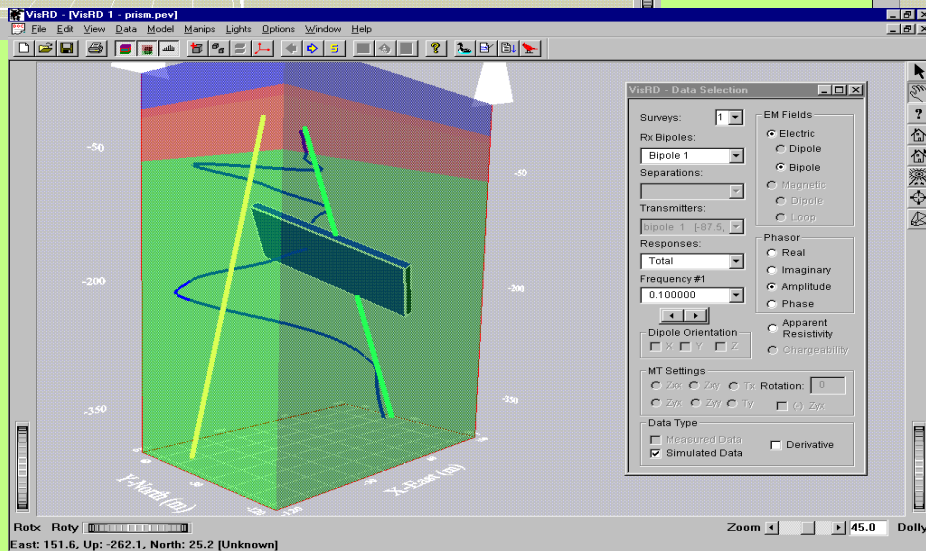 VisRD - [VisRD 1 - prism.pev]
File Edit View Data Model Manips Lights Options Window Help
VisRD - Data Selection
Surveys: 1
Rx Bipoles:
Bipole 1
Separations:
Transmitters:
bipole 1 [-87.5,
Responses:
Total
Frequency #1
0.100000
Dipole Orientation
X Y Z
EM Fields
Electric
Dipole
Bipole
Magnetic
Dipole
Loop
Phasor
Real
Imaginary
Amplitude
Phase
Apparent
Resistivity
Chargeability
MT Settings
Zxx Zxy Tx Rotation: 0
Zyx Zyy Ty (-) Zyx
Data Type
Measured Data
Simulated Data
Derivative
-50
-200
-350
-50
-200
-350
Y-North (m)
X-East (m)
Rotx Roty
Zoom 45.0 Dolly
East: 151.6, Up: -262.1, North: 25.2 [Unknown]